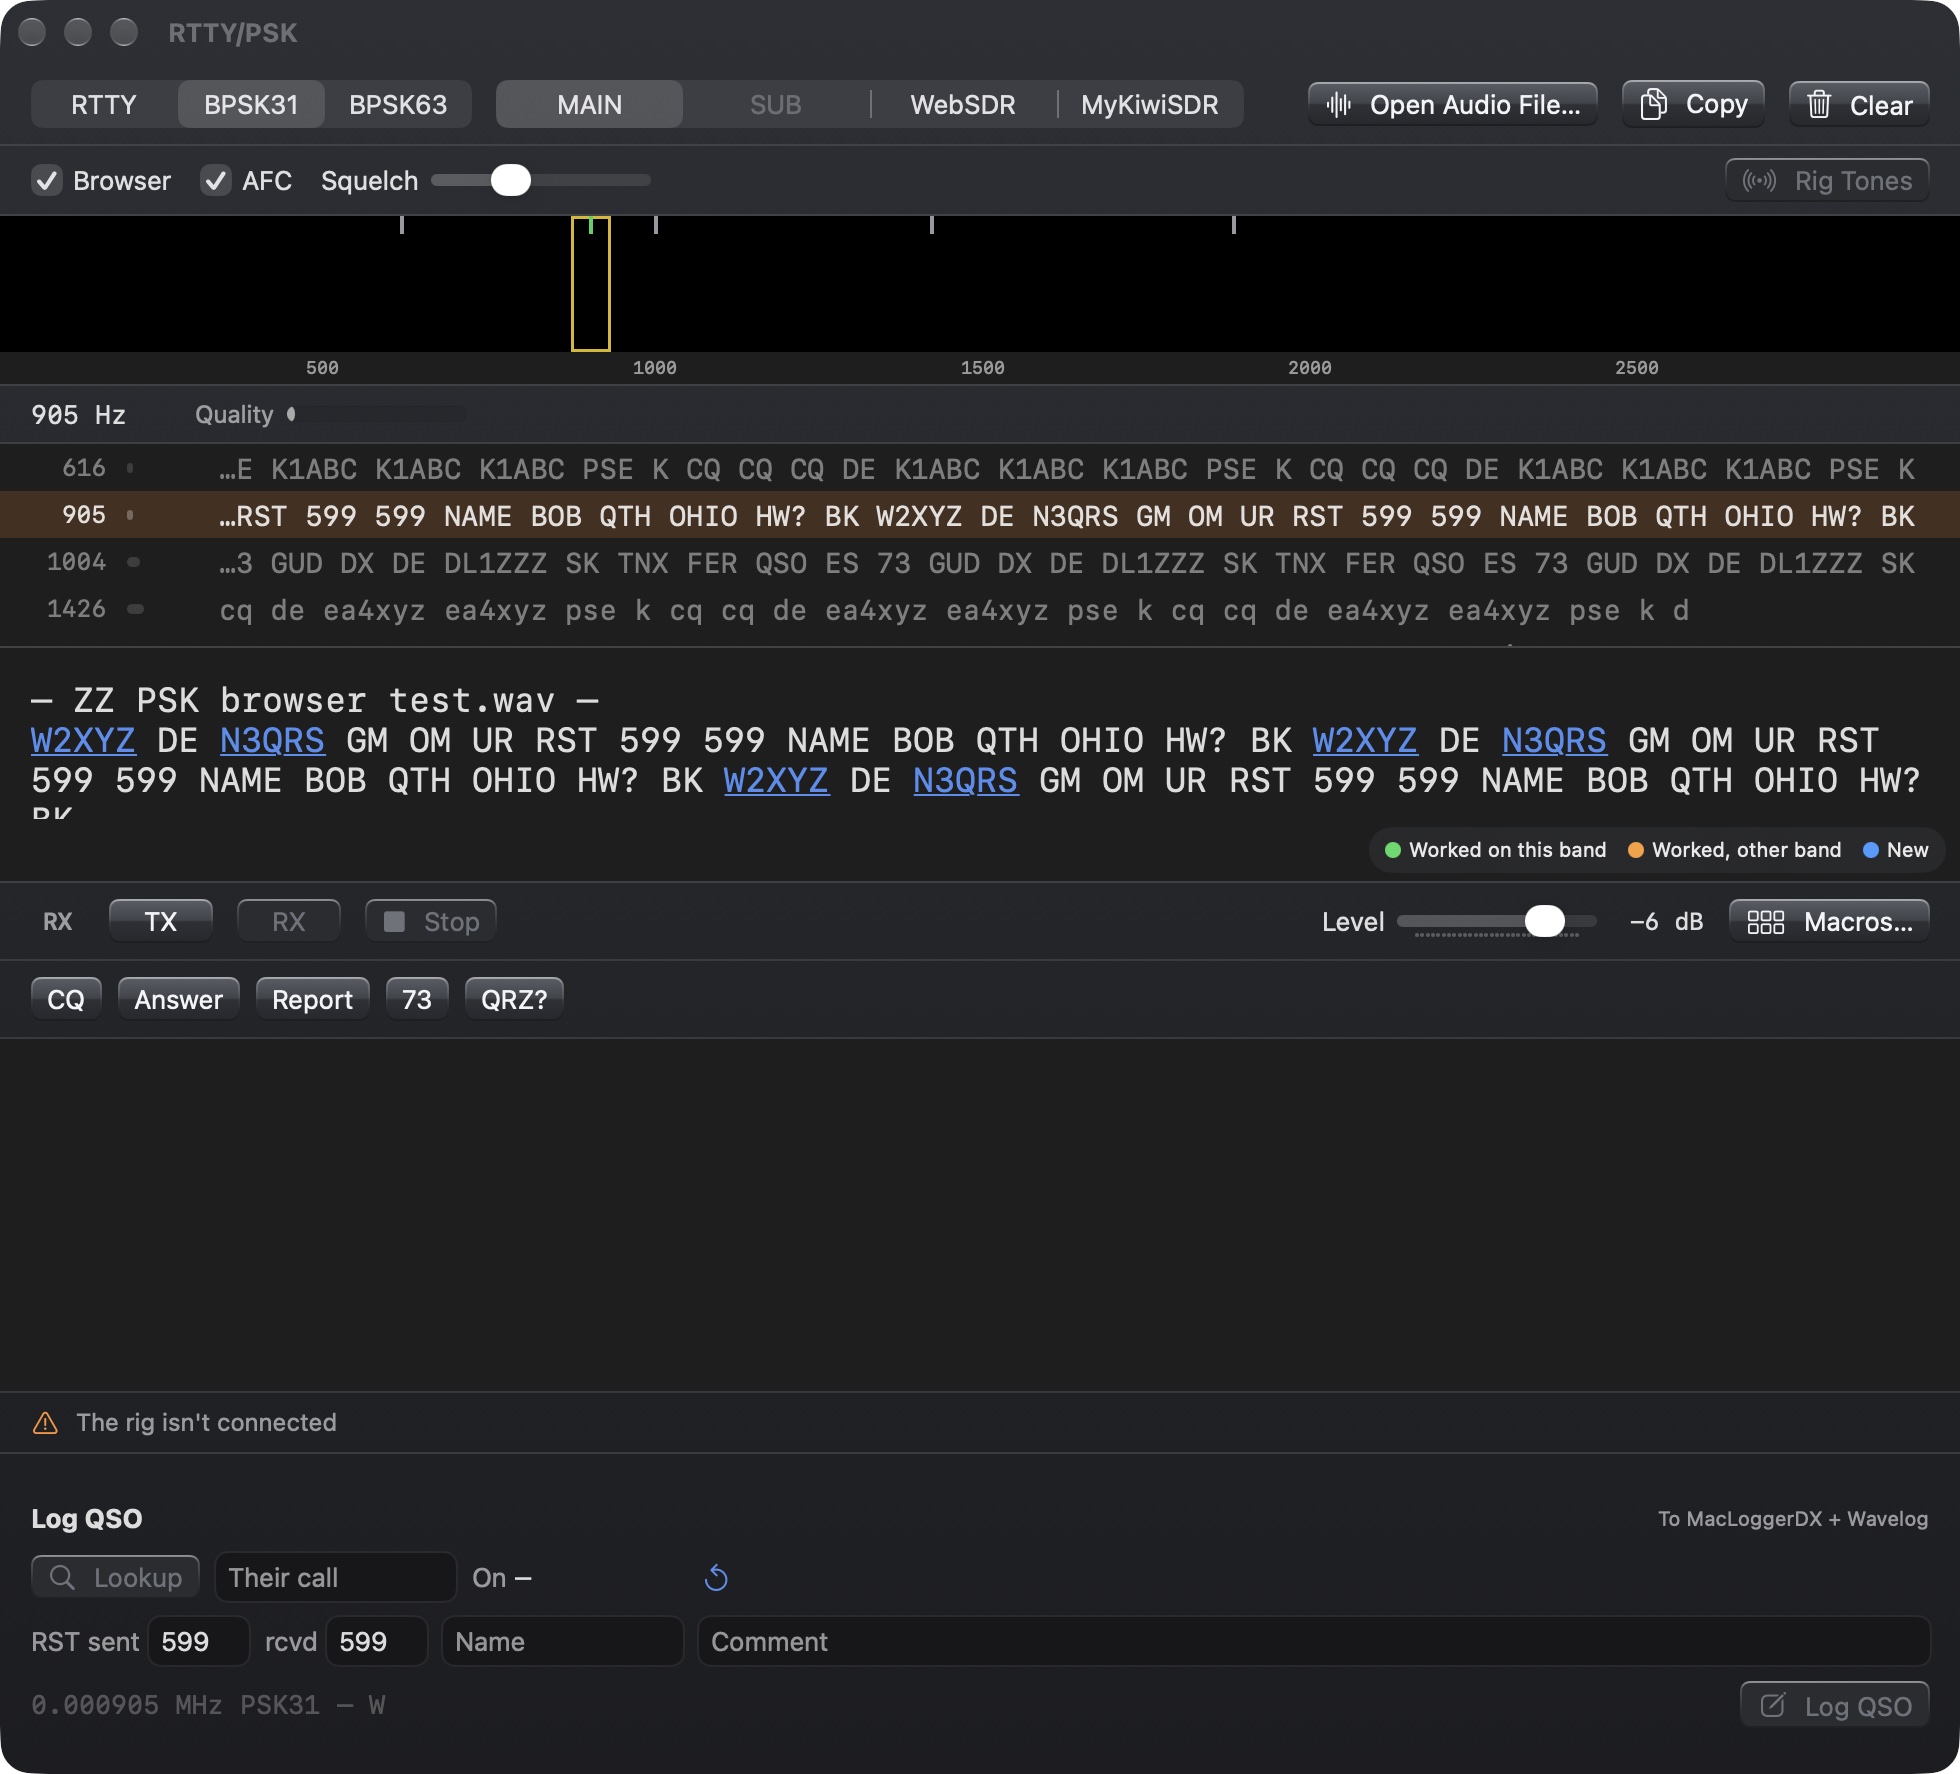 RTTY/PSK
RTTY BPSK31 BPSK63 MAIN SUB WebSDR MyKiwiSDR Open Audio File... Copy Clear
Browser AFC Squelch Rig Tones
500 1000 1500 2000 2500
905 Hz Quality
616 …E K1ABC K1ABC K1ABC PSE K CQ CQ CQ DE K1ABC K1ABC K1ABC PSE K CQ CQ CQ DE K1ABC K1ABC K1ABC PSE K
905 …RST 599 599 NAME BOB QTH OHIO HW? BK W2XYZ DE N3QRS GM OM UR RST 599 599 NAME BOB QTH OHIO HW? BK
1004 …3 GUD DX DE DL1ZZZ SK TNX FER QSO ES 73 GUD DX DE DL1ZZZ SK TNX FER QSO ES 73 GUD DX DE DL1ZZZ SK
1426 cq de ea4xyz ea4xyz pse k cq cq de ea4xyz ea4xyz pse k cq cq de ea4xyz ea4xyz pse k d
— ZZ PSK browser test.wav —
W2XYZ DE N3QRS GM OM UR RST 599 599 NAME BOB QTH OHIO HW? BK W2XYZ DE N3QRS GM OM UR RST
599 599 NAME BOB QTH OHIO HW? BK W2XYZ DE N3QRS GM OM UR RST 599 599 NAME BOB QTH OHIO HW?
BK
Worked on this band Worked, other band New
RX TX RX Stop Level −6 dB Macros...
CQ Answer Report 73 QRZ?
The rig isn't connected
Log QSO To MacLoggerDX + Wavelog
Lookup Their call On —
RST sent 599 rcvd 599 Name Comment
0.000905 MHz PSK31 — W Log QSO